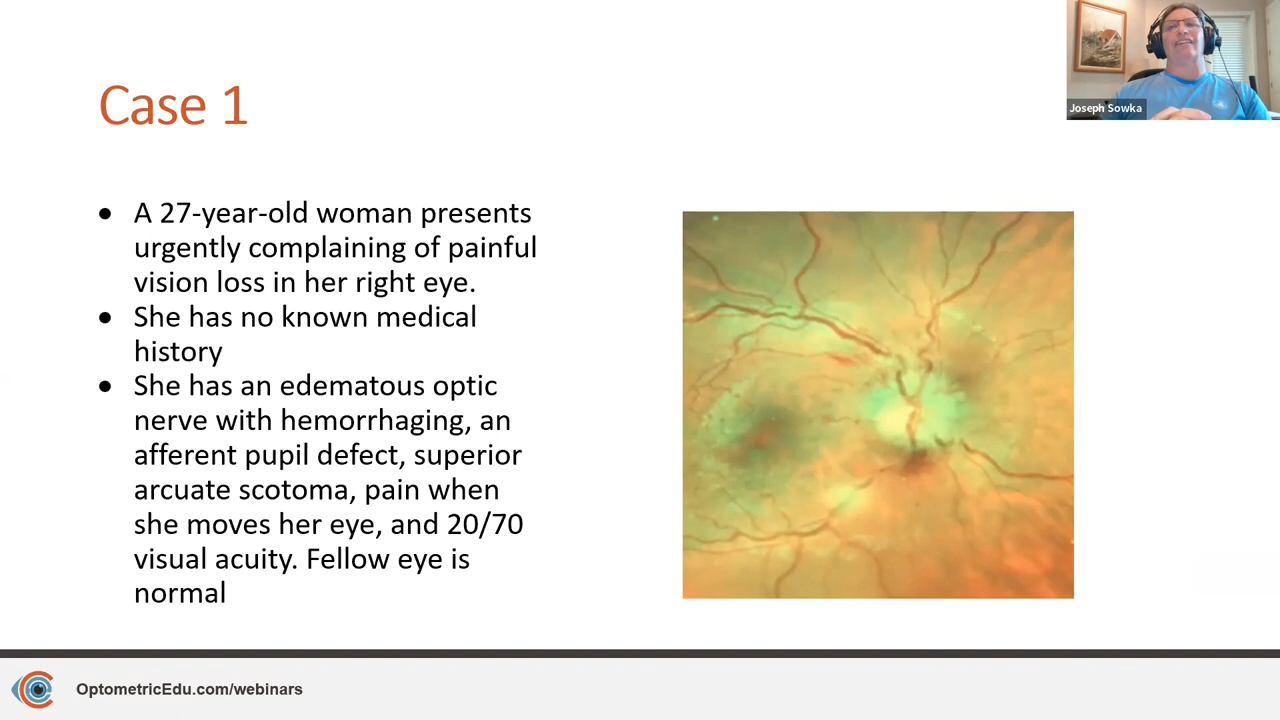 Joseph Sowka
Case 1
• A 27-year-old woman presents
urgently complaining of painful
vision loss in her right eye.
• She has no known medical
history
• She has an edematous optic
nerve with hemorrhaging, an
afferent pupil defect, superior
arcuate scotoma, pain when
she moves her eye, and 20/70
visual acuity. Fellow eye is
normal
OptometricEdu.com/webinars